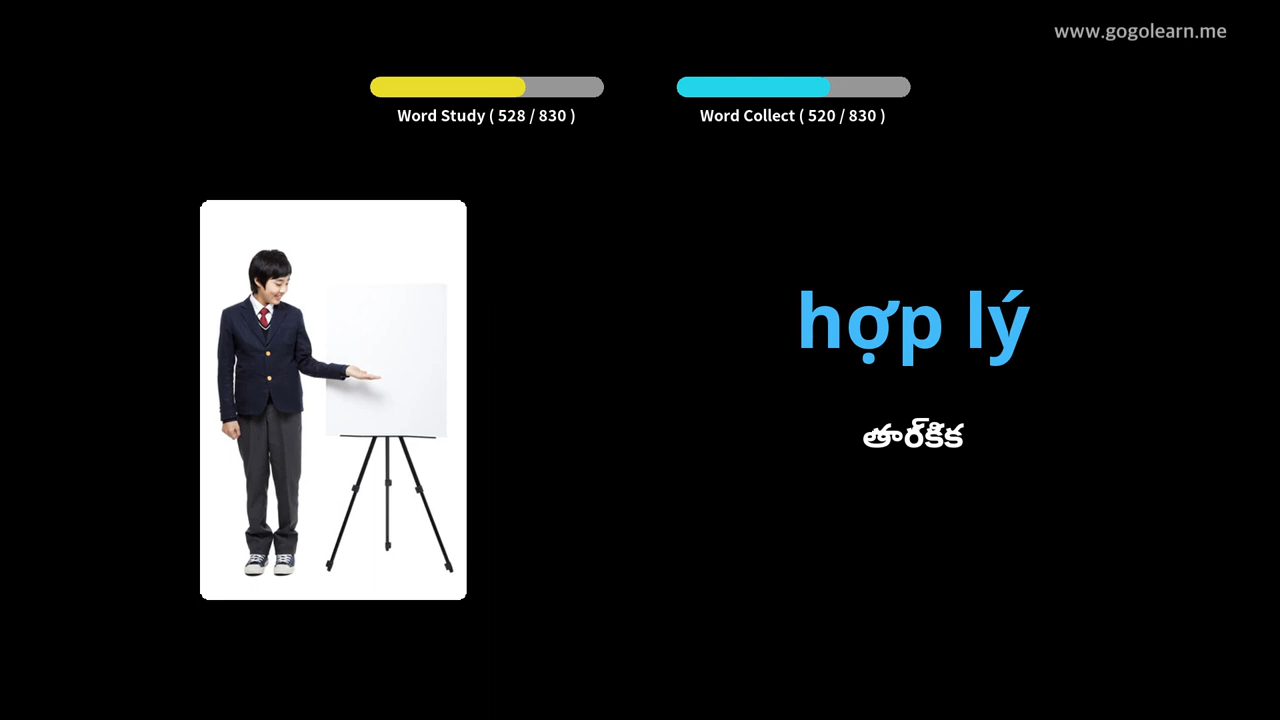 www.gogolearn.me
Word Study ( 528 / 830 )
Word Collect ( 520 / 830 )
hợp lý
తార్కిక